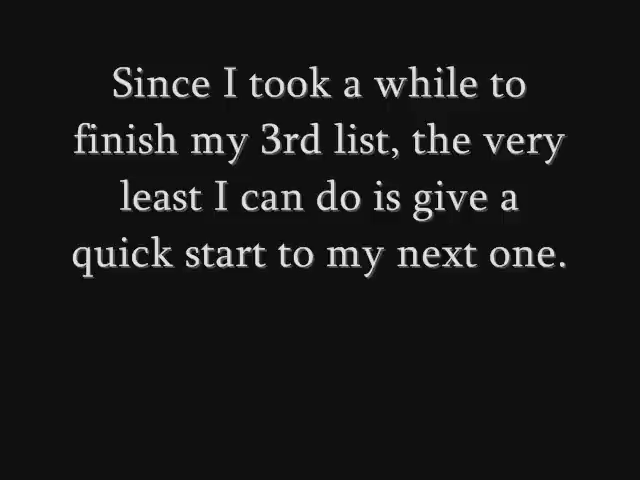 Since I took a while to
finish my 3rd list, the very
least I can do is give a
quick start to my next one.